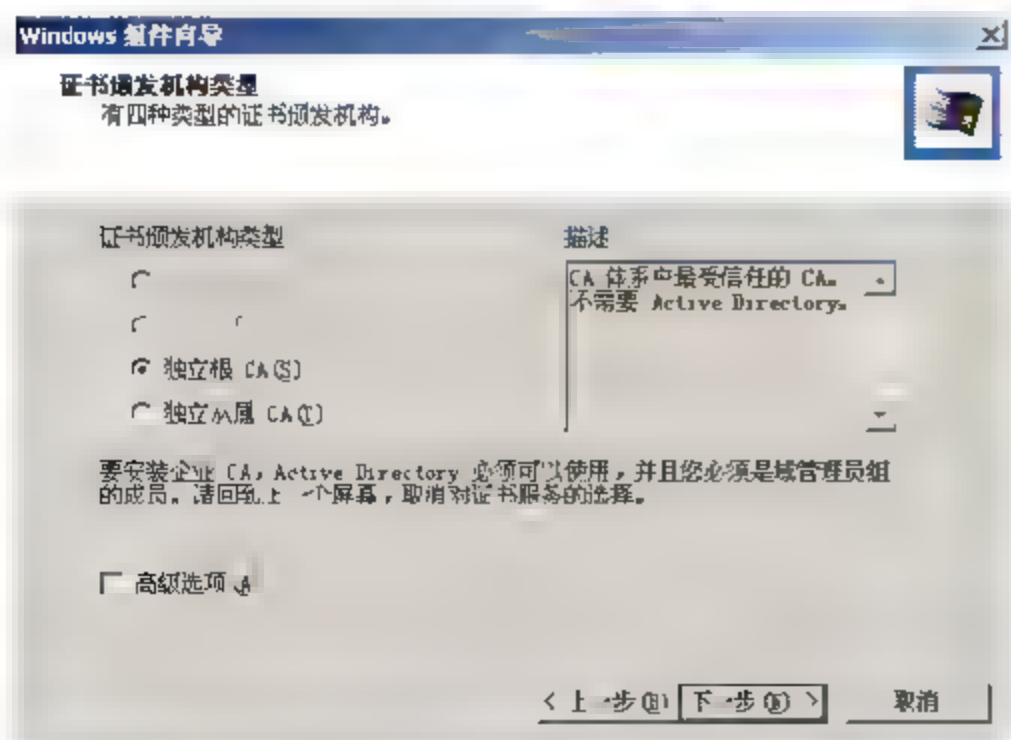 Windows 组件向导
证书颁发机构类型
有四种类型的证书颁发机构。
证书颁发机构类型
描述
独立根 CA(S)
独立从属 CA(T)
CA 体系中最受信任的 CA。
不需要 Active Directory。
要安装企业 CA,Active Directory 必须可以使用,并且您必须是域管理员组
的成员。请回到上一个屏幕,取消对证书服务的选择。
高级选项(A)
< 上一步(B)
下一步(N) >
取消